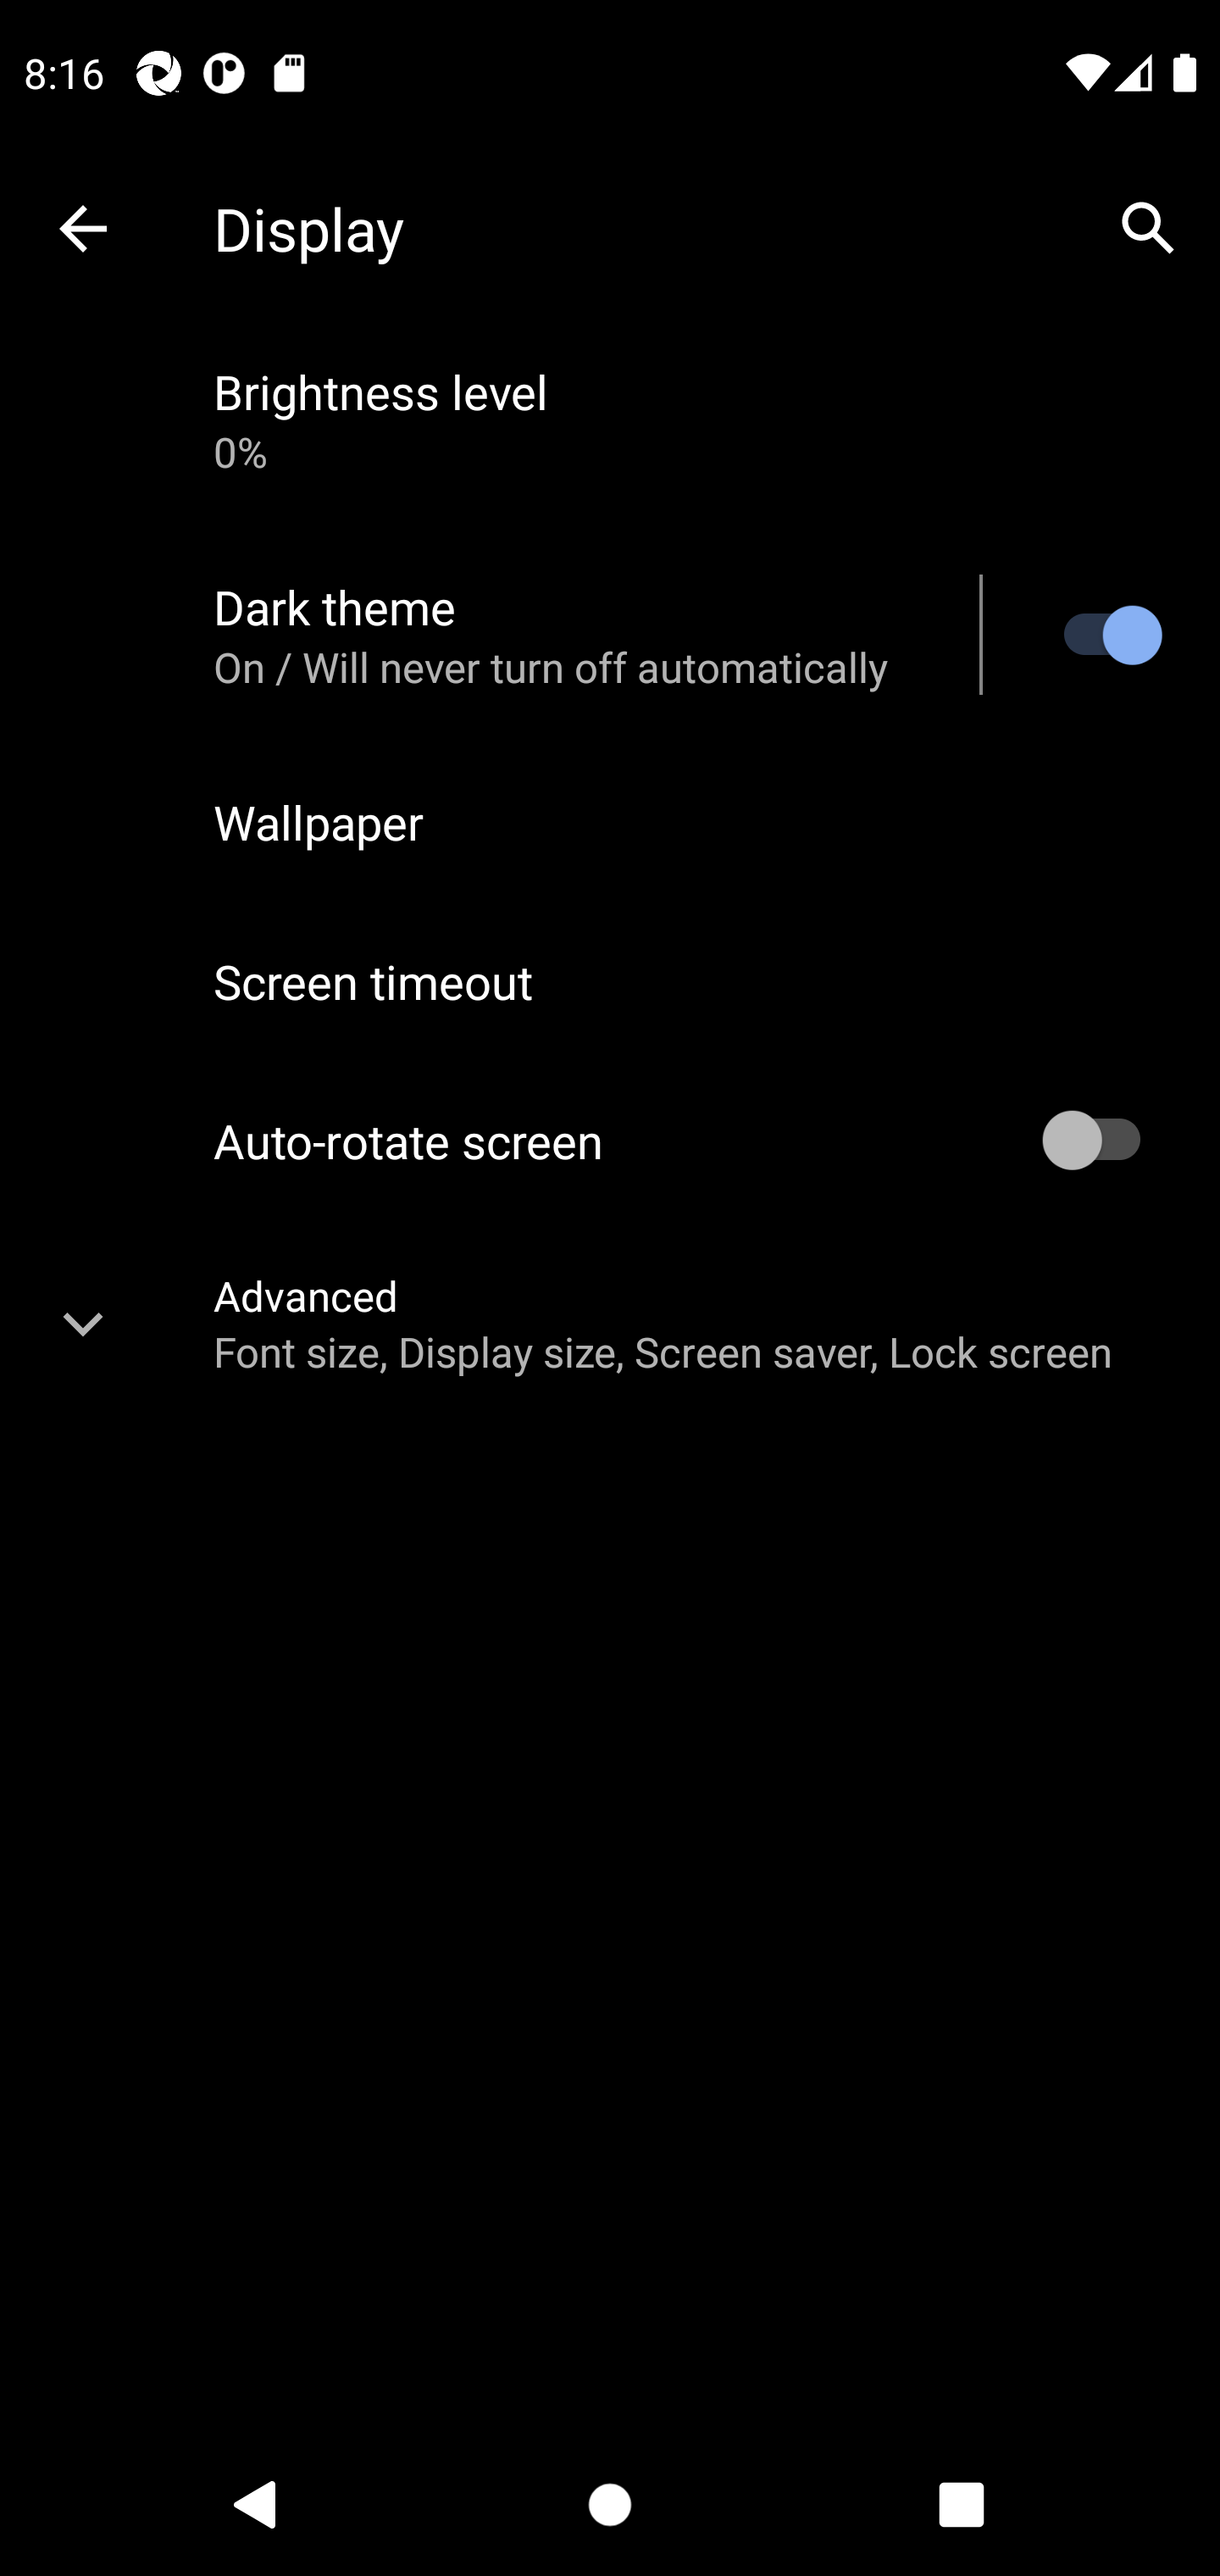 8:16
Display
Brightness level
0%
Dark theme
On / Will never turn off automatically
Wallpaper
Screen timeout
Auto-rotate screen
Advanced
Font size, Display size, Screen saver, Lock screen